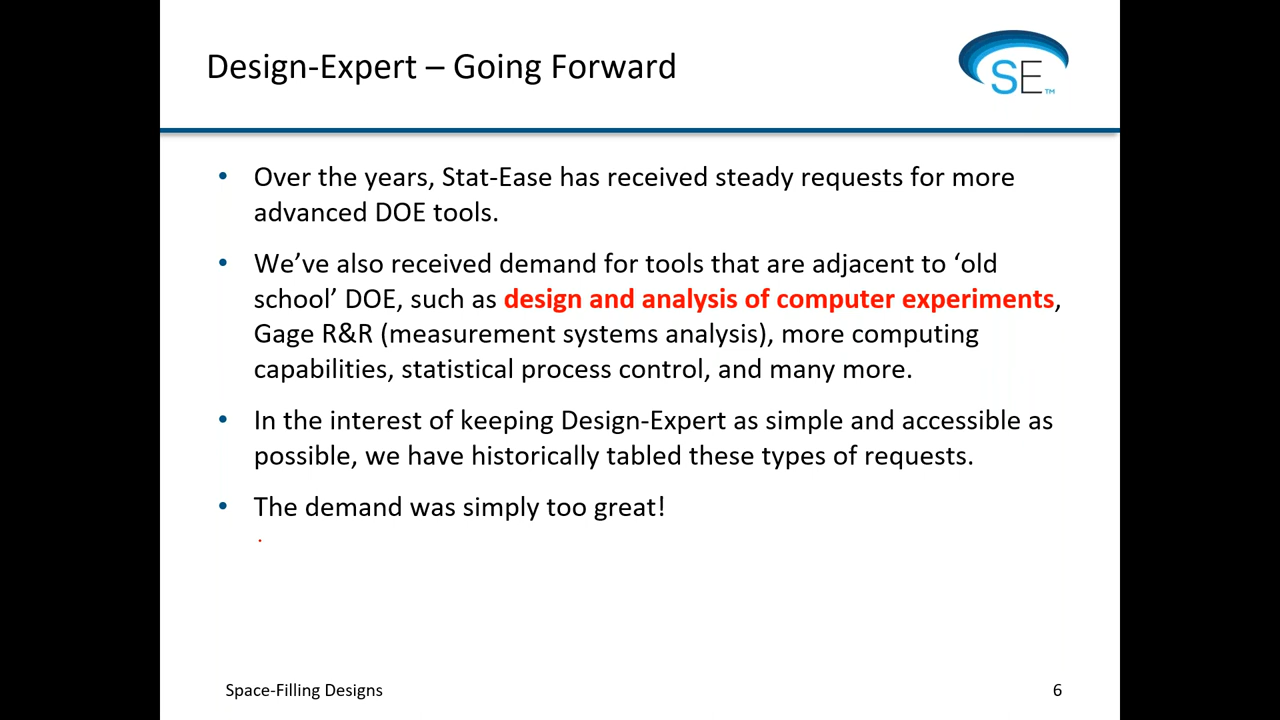 Design-Expert – Going Forward
SE™
• Over the years, Stat-Ease has received steady requests for more
advanced DOE tools.
• We’ve also received demand for tools that are adjacent to ‘old
school’ DOE, such as design and analysis of computer experiments,
Gage R&R (measurement systems analysis), more computing
capabilities, statistical process control, and many more.
• In the interest of keeping Design-Expert as simple and accessible as
possible, we have historically tabled these types of requests.
• The demand was simply too great!
Space-Filling Designs
6